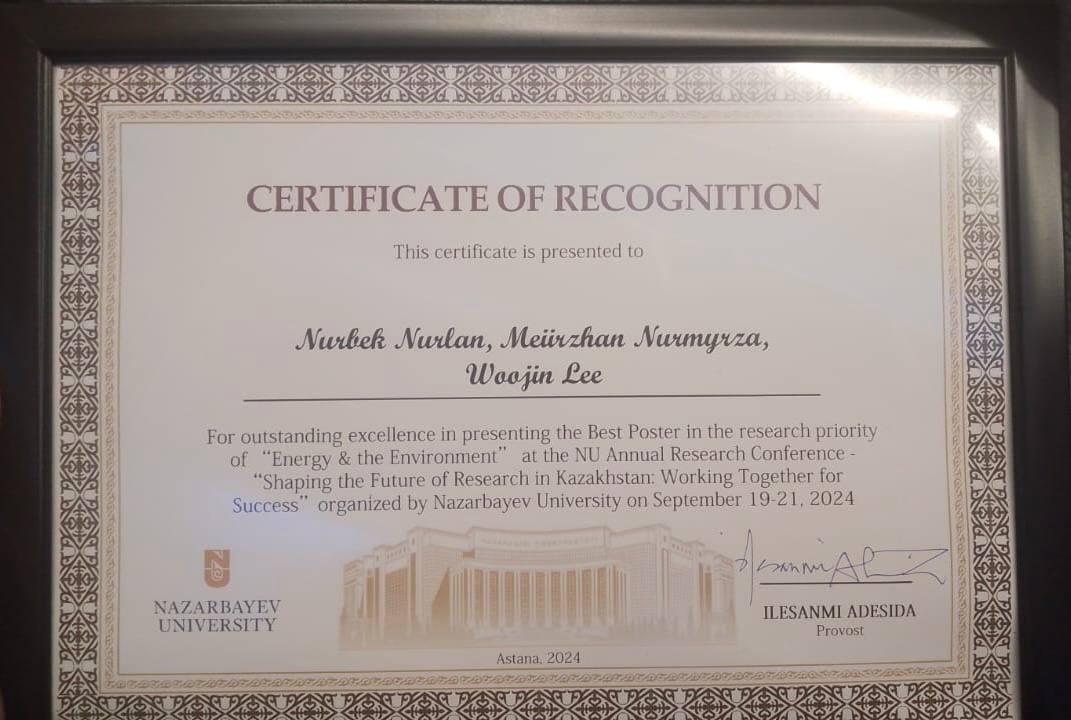 CERTIFICATE OF RECOGNITION
This certificate is presented to
Nurbek Nurlan, Meiirzhan Nurmyrza,
Woojin Lee
For outstanding excellence in presenting the Best Poster in the research priority
of “Energy & the Environment” at the NU Annual Research Conference -
“Shaping the Future of Research in Kazakhstan: Working Together for
Success” organized by Nazarbayev University on September 19-21, 2024
NAZARBAYEV
UNIVERSITY
ILESANMI ADESIDA
Provost
Astana, 2024